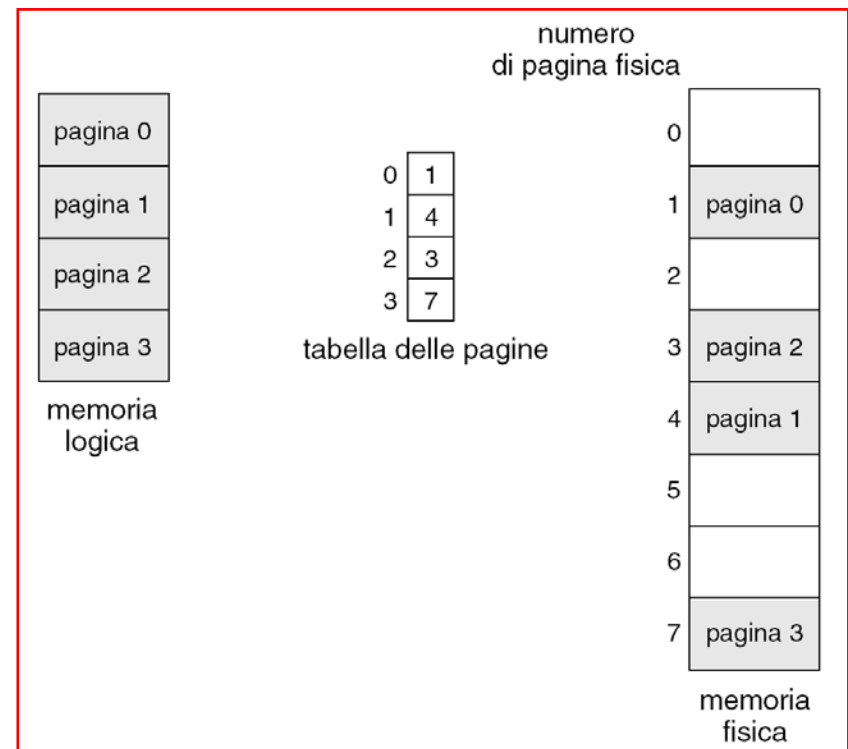 numero
di pagina fisica
pagina 0
pagina 1
pagina 2
pagina 3
memoria
logica
0 1
1 4
2 3
3 7
tabella delle pagine
0
1 pagina 0
2
3 pagina 2
4 pagina 1
5
6
7 pagina 3
memoria
fisica